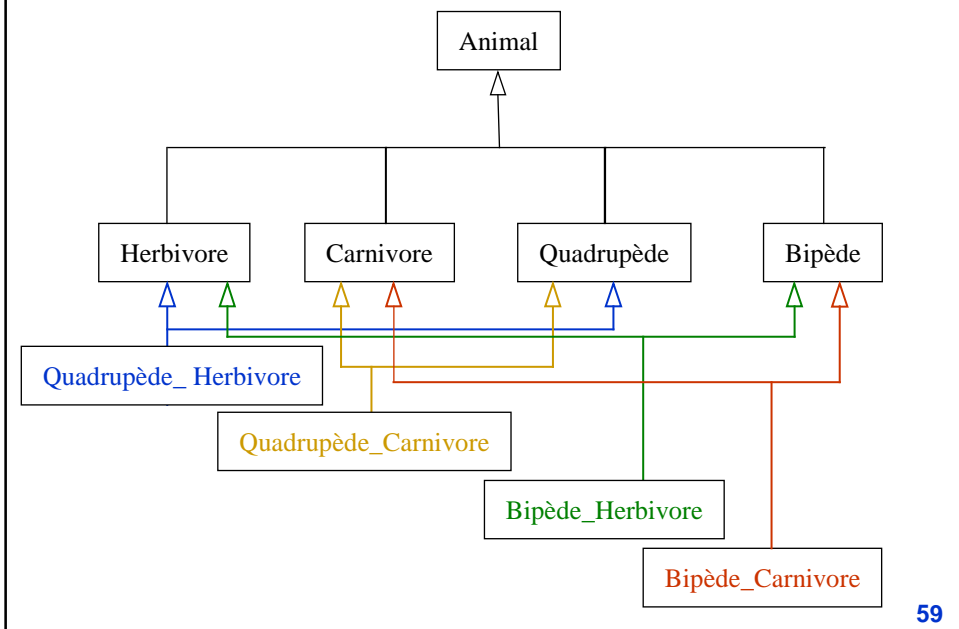 Animal
Herbivore
Carnivore
Quadrupède
Bipède
Quadrupède_ Herbivore
Quadrupède_Carnivore
Bipède_Herbivore
Bipède_Carnivore
59